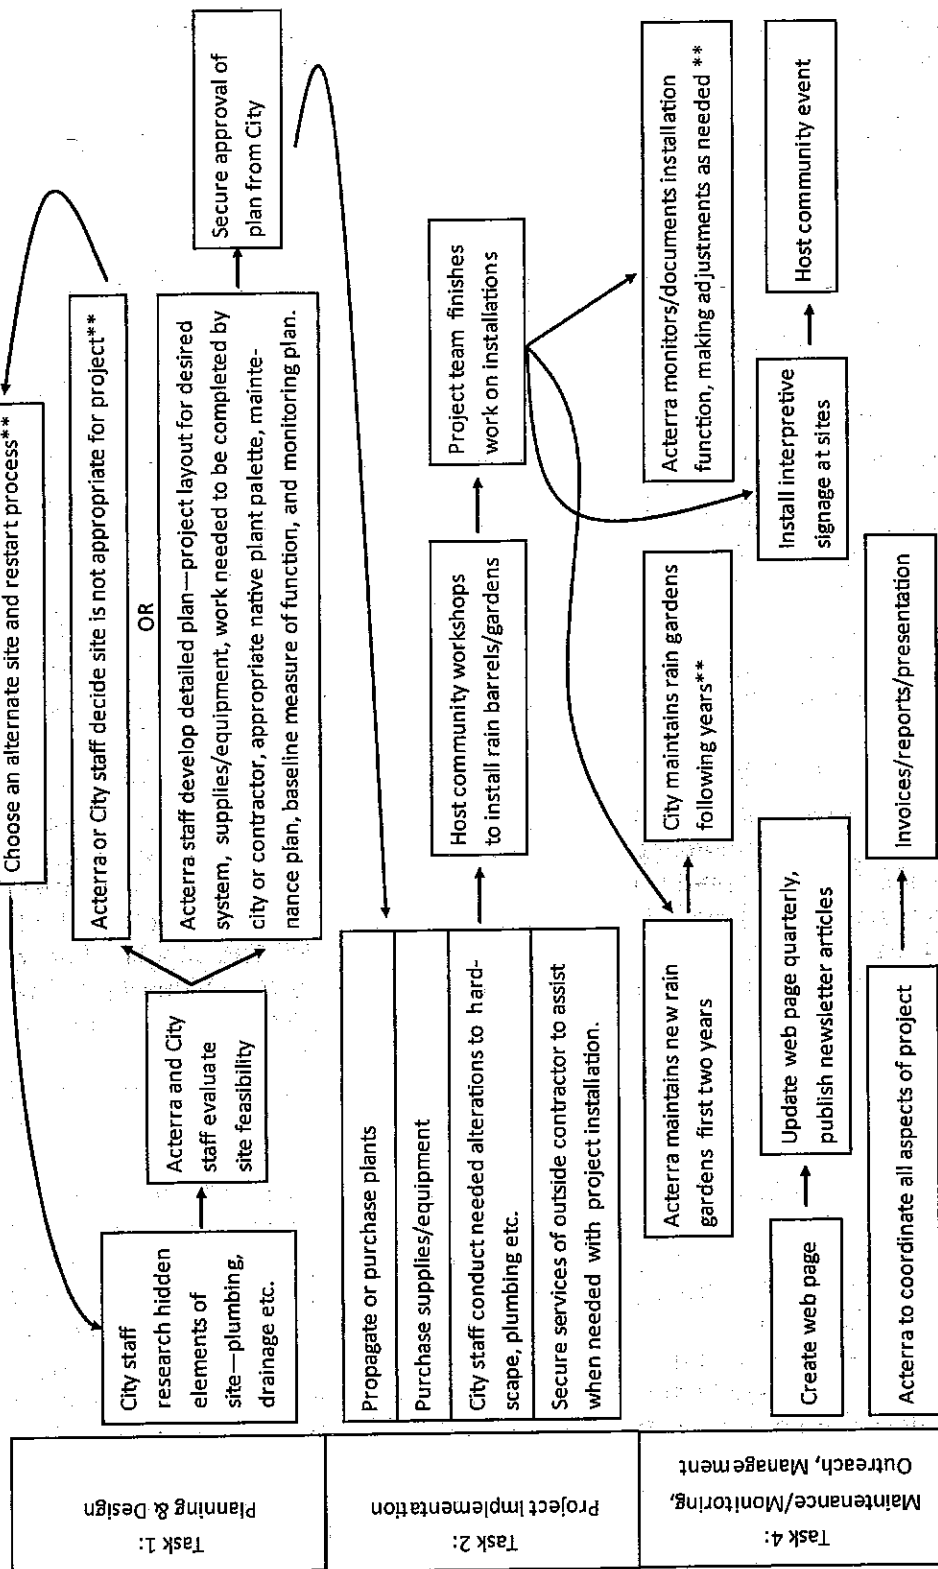 Task 1:
Planning & Design
Choose an alternate site and restart process**
City staff
research hidden
elements of
site—plumbing,
drainage etc.
Acterra and City
staff evaluate
site feasibility
Acterra or City staff decide site is not appropriate for project**
OR
Acterra staff develop detailed plan—project layout for desired
system, supplies/equipment, work needed to be completed by
city or contractor, appropriate native plant palette, mainte-
nance plan, baseline measure of function, and monitoring plan.
Secure approval of
plan from City
Task 2:
Project Implementation
Propagate or purchase plants
Purchase supplies/equipment
City staff conduct needed alterations to hard-
scape, plumbing etc.
Secure services of outside contractor to assist
when needed with project installation.
Host community workshops
to install rain barrels/gardens
Project team finishes
work on installations
Task 4:
Maintenance/Monitoring,
Outreach, Management
Acterra maintains new rain
gardens first two years
City maintains rain gardens
following years**
Acterra monitors/documents installation
function, making adjustments as needed **
Create web page
Update web page quarterly,
publish newsletter articles
Install interpretive
signage at sites
Host community event
Acterra to coordinate all aspects of project
Invoices/reports/presentation